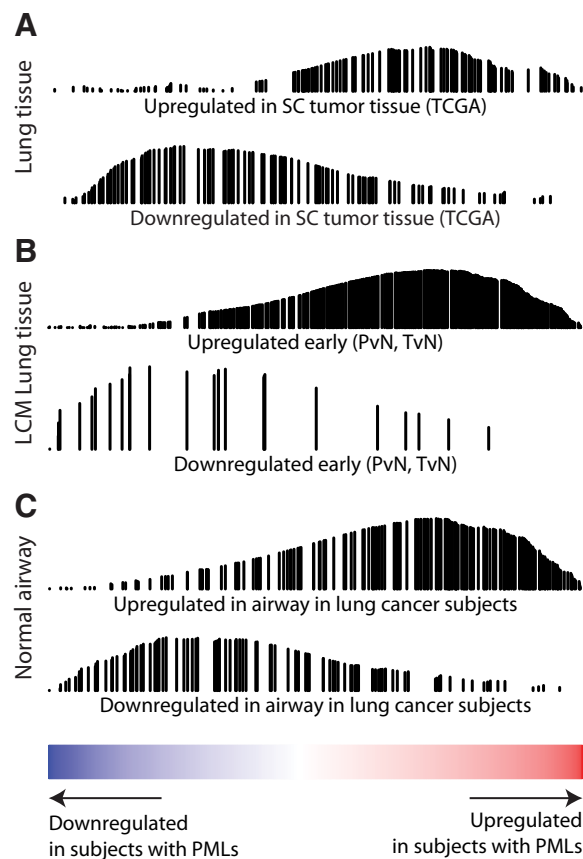 A
Lung tissue
Upregulated in SC tumor tissue (TCGA)
Downregulated in SC tumor tissue (TCGA)
B
LCM Lung tissue
Upregulated early (PvN, TvN)
Downregulated early (PvN, TvN)
C
Normal airway
Upregulated in airway in lung cancer subjects
Downregulated in airway in lung cancer subjects
Downregulated
in subjects with PMLs
Upregulated
in subjects with PMLs